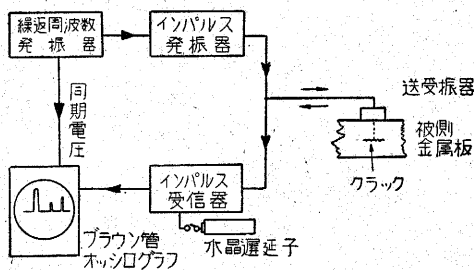 繰返周波数
発振器
インパルス
発振器
同期電圧
送受振器
被側
金属板
クラック
インパルス
受信器
水晶遅延子
ブラウン管
オッシログラフ